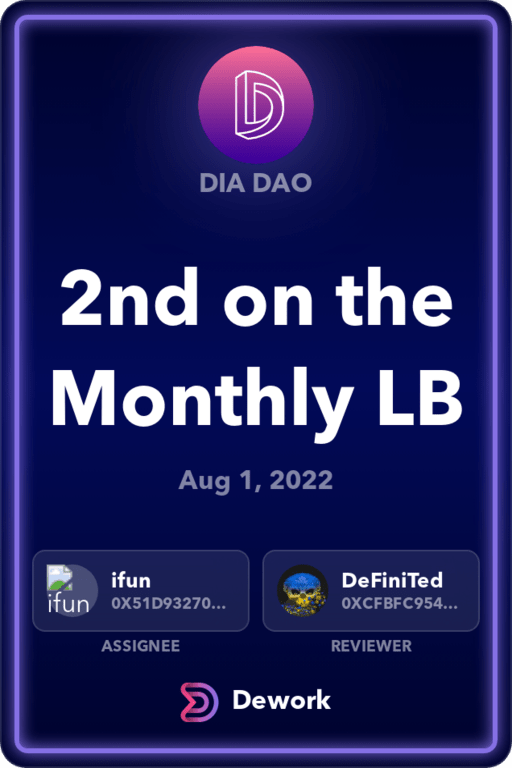 DIA DAO
2nd on the
Monthly LB
Aug 1, 2022
ifun
ifun
0X51D93270...
ASSIGNEE
DeFiniTed
0XCFBFC954...
REVIEWER
Dework